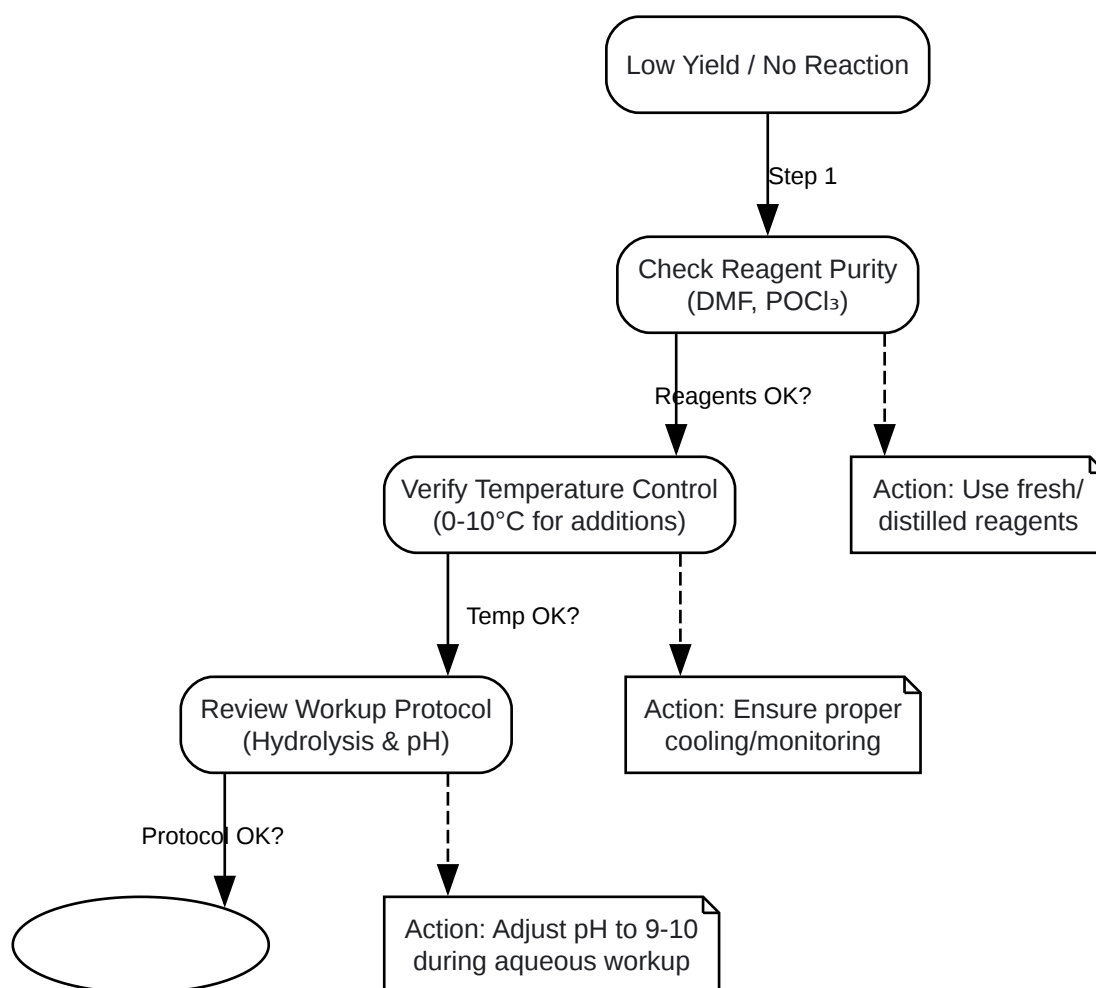 Low Yield / No Reaction
Step 1
Check Reagent Purity
(DMF, POCl₃)
Reagents OK?
Verify Temperature Control
(0-10°C for additions)
Action: Use fresh/
distilled reagents
Temp OK?
Review Workup Protocol
(Hydrolysis & pH)
Action: Ensure proper
cooling/monitoring
Protocol OK?
Action: Adjust pH to 9-10
during aqueous workup